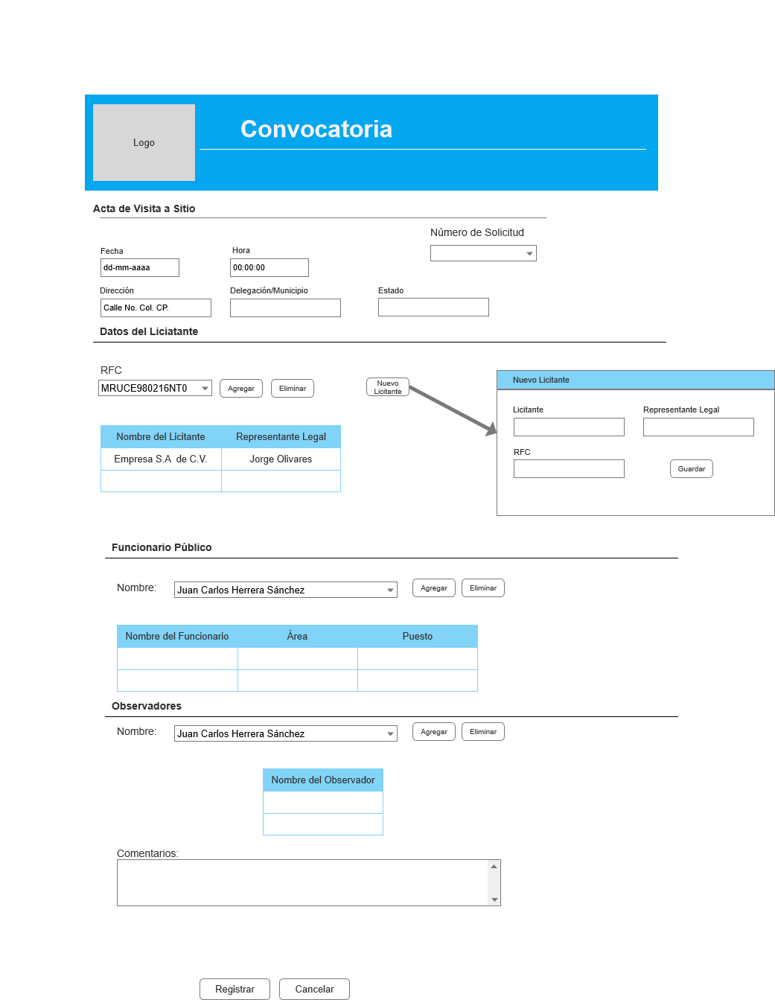 Logo
Convocatoria
Acta de Visita a Sitio
Número de Solicitud
Fecha
Hora
dd-mm-aaaa
00:00:00
Dirección
Delegación/Municipio
Estado
Calle No. Col. CP.
Datos del Liciatante
RFC
MRUCE980216NT0
Agregar
Eliminar
Nuevo
Licitante
Nuevo Licitante
Licitante
Representante Legal
RFC
Guardar
Nombre del Licitante
Representante Legal
Empresa S.A  de C.V.
Jorge Olivares
Funcionario Público
Nombre:
Juan Carlos Herrera Sánchez
Agregar
Eliminar
Nombre del Funcionario
Área
Puesto
Observadores
Nombre:
Juan Carlos Herrera Sánchez
Agregar
Eliminar
Nombre del Observador
Comentarios:
Registrar
Cancelar